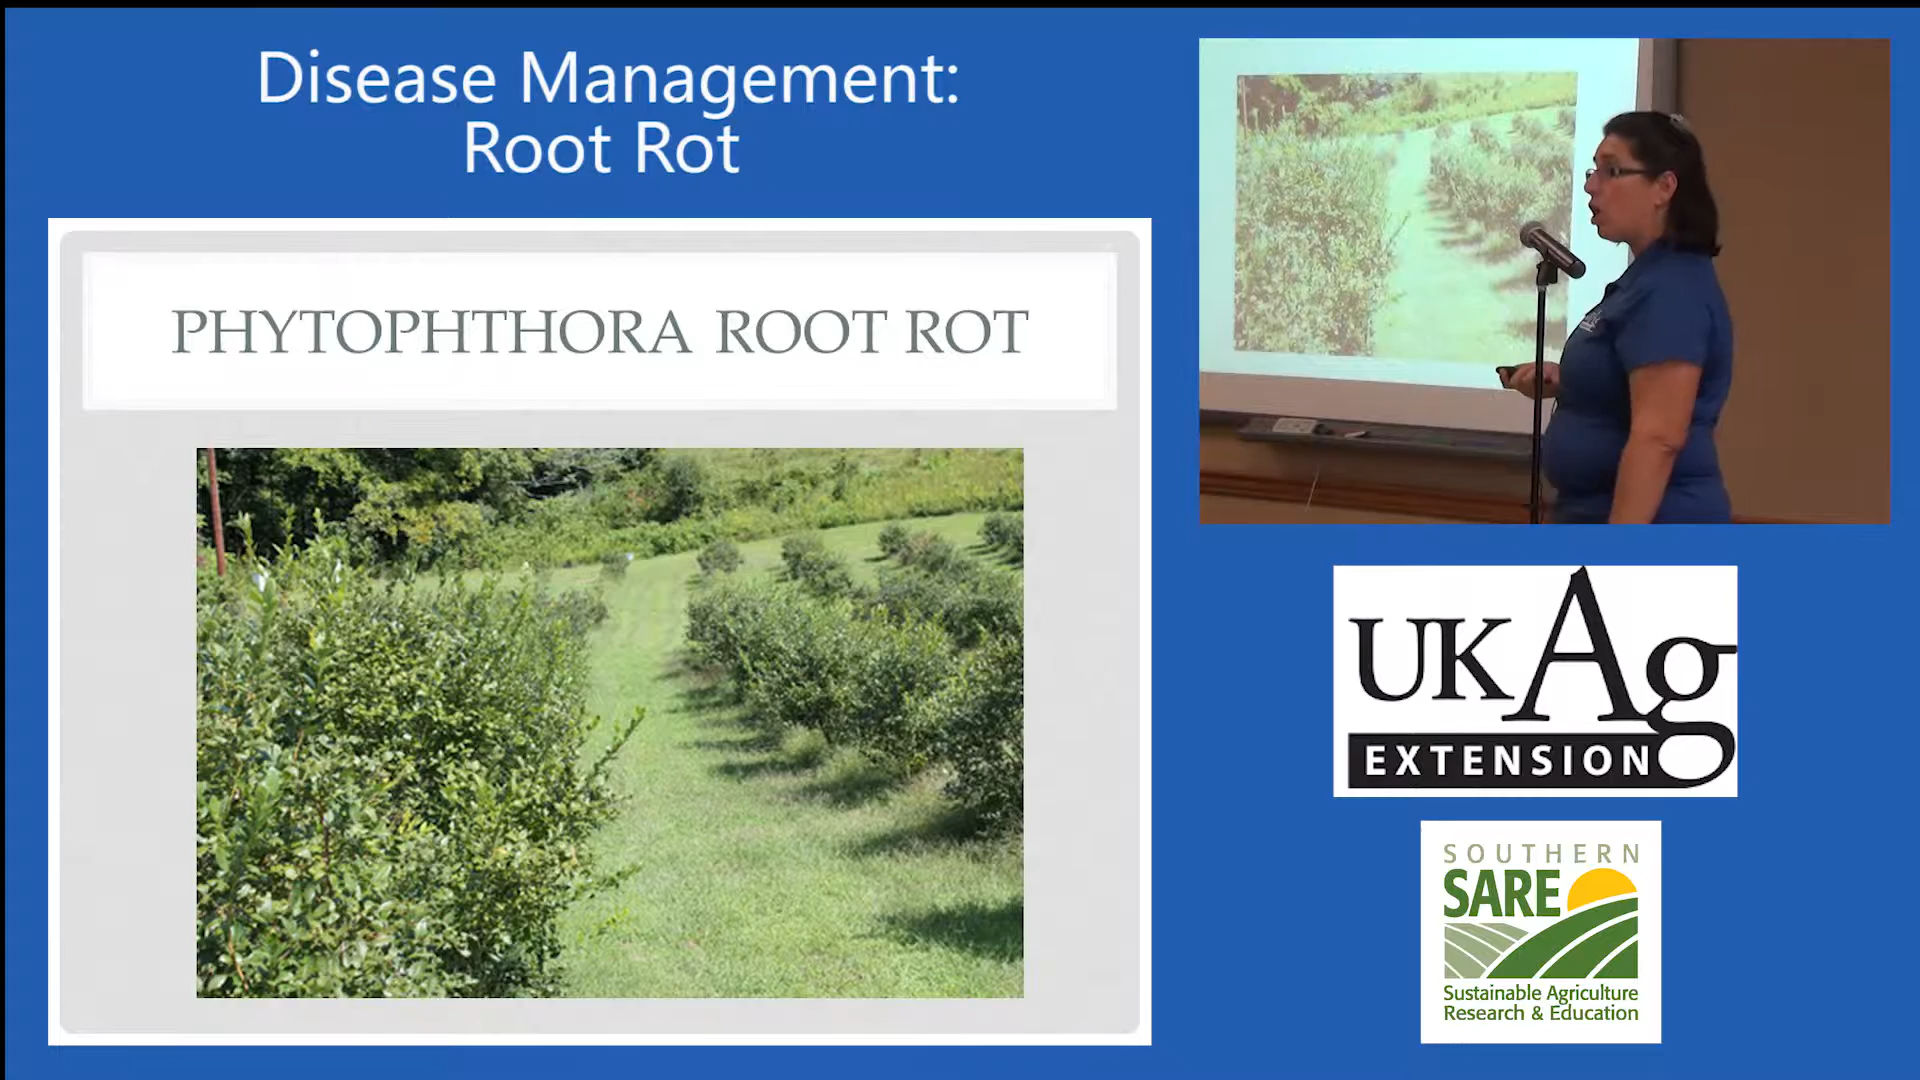 Disease Management:
Root Rot
PHYTOPHTHORA ROOT ROT
UKAg
EXTENSION
SOUTHERN
SARE
Sustainable Agriculture
Research & Education